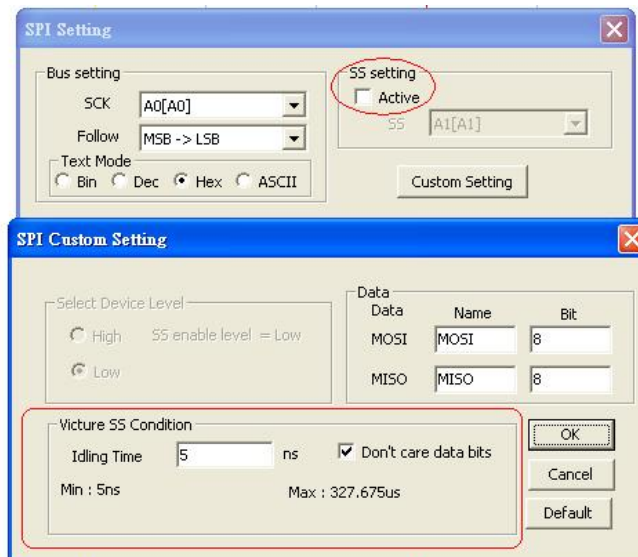 SPI Setting
Bus setting
SCK A0[A0]
Follow MSB -> LSB
Text Mode
Bin Dec Hex ASCII
SS setting
Active
SS A1[A1]
Custom Setting
SPI Custom Setting
Select Device Level
High SS enable level = Low
Low
Data
Data Name Bit
MOSI MOSI 8
MISO MISO 8
Victure SS Condition
Idling Time 5 ns Don't care data bits
Min : 5ns Max : 327.675us
OK
Cancel
Default